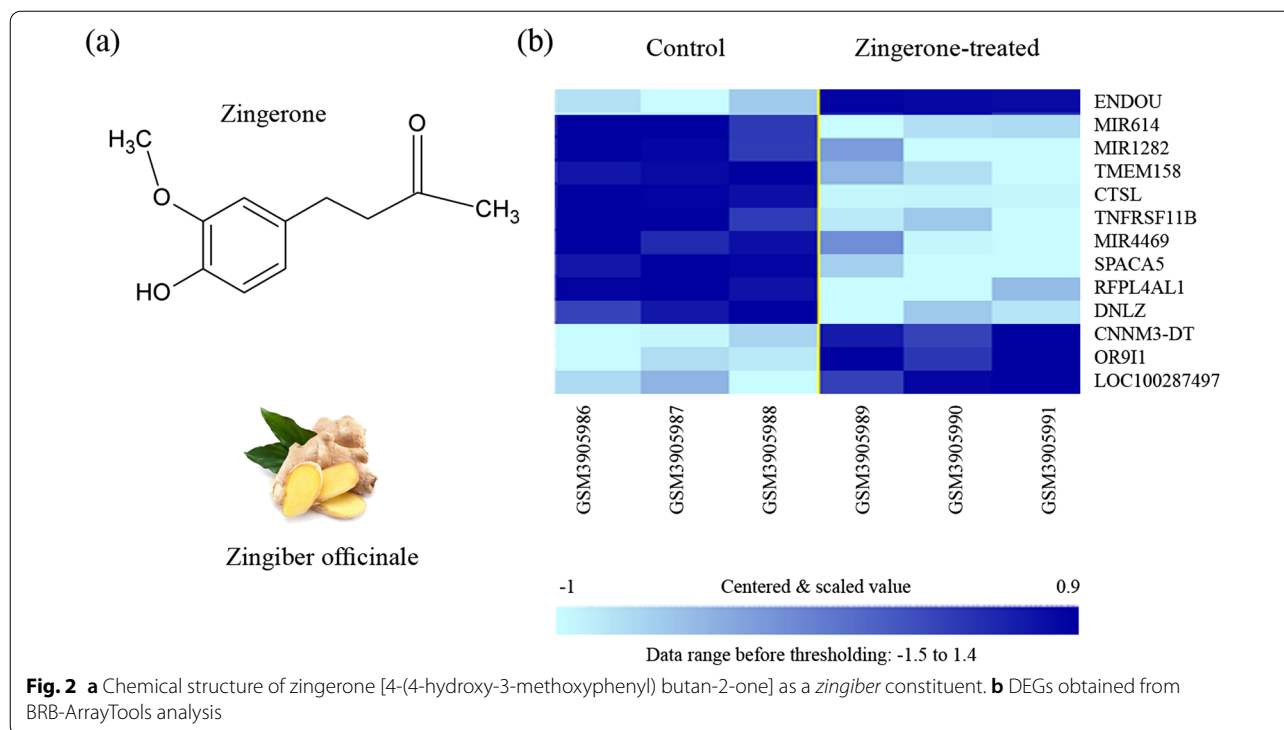 (a)
Zingerone
H₃C
O
O
CH₃
HO
Zingiber officinale
(b)
Control Zingerone-treated
ENDOU
MIR614
MIR1282
TMEM158
CTSL
TNFRSF11B
MIR4469
SPACA5
RFPL4AL1
DNLZ
CNNM3-DT
OR9I1
LOC100287497
GSM3905986
GSM3905987
GSM3905988
GSM3905989
GSM3905990
GSM3905991
-1 Centered & scaled value 0.9
Data range before thresholding: -1.5 to 1.4
Fig. 2 a Chemical structure of zingerone [4-(4-hydroxy-3-methoxyphenyl) butan-2-one] as a zingiber constituent. b DEGs obtained from
BRB-ArrayTools analysis